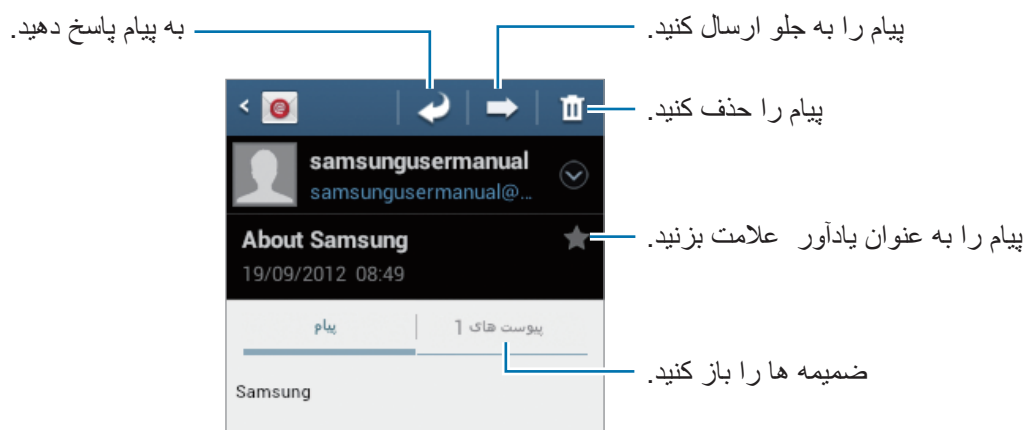 به پیام پاسخ دهید.
پیام را به جلو ارسال کنید.
پیام را حذف کنید.
samsungusermanual
samsungusermanual@...
About Samsung
پیام را به عنوان یادآور علامت بزنید.
19/09/2012 08:49
پیام
پیوست های 1
ضمیمه ها را باز کنید.
Samsung